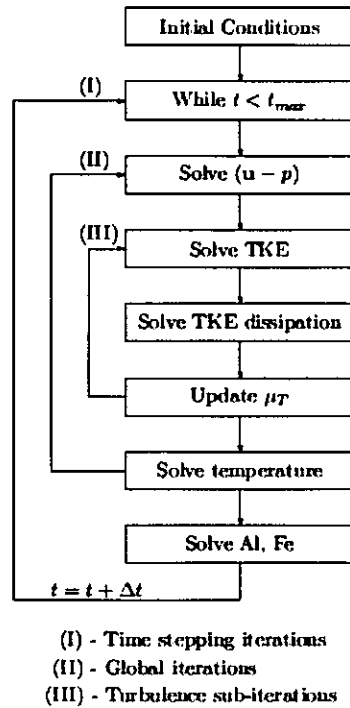 Initial Conditions
(I)
While t < t_max
(II)
Solve (u − p)
(III)
Solve TKE
Solve TKE dissipation
Update μ_T
Solve temperature
Solve Al, Fe
t = t + Δt
(I) - Time stepping iterations
(II) - Global iterations
(III) - Turbulence sub-iterations